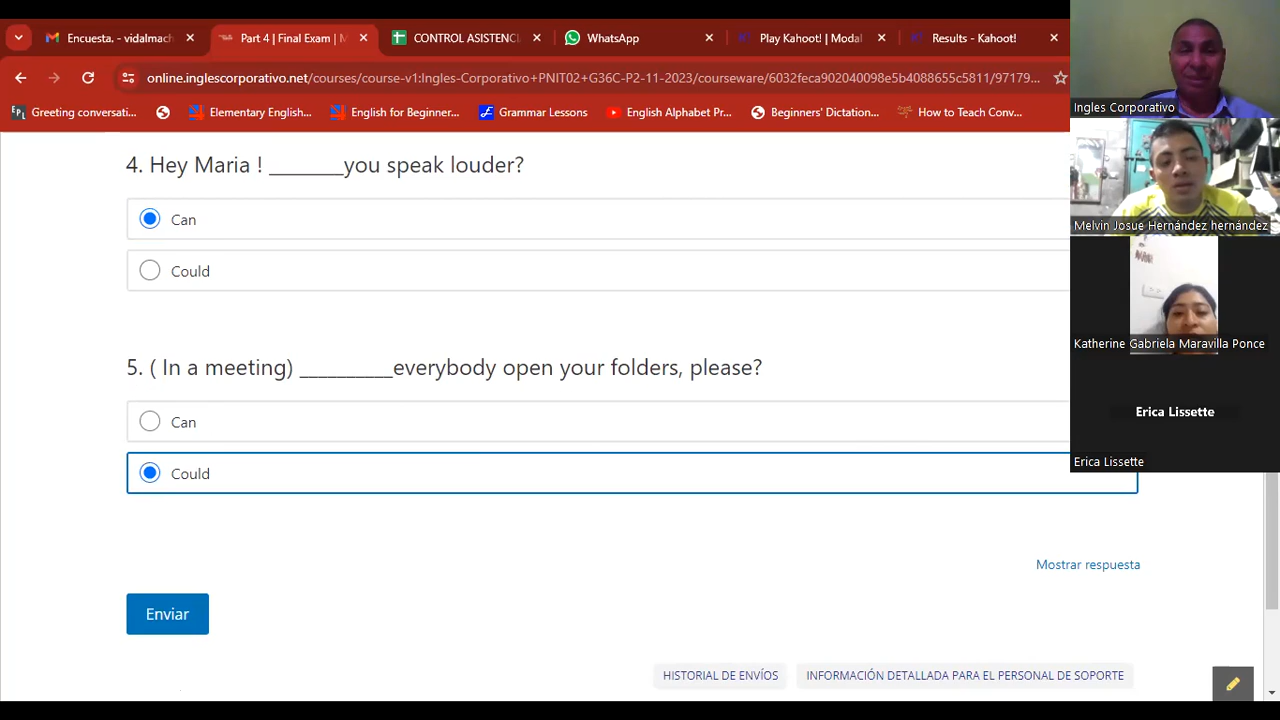 Encuesta. - vidalmach
Part 4 | Final Exam | M
CONTROL ASISTENCI
WhatsApp
Play Kahoot! | Modal
Results - Kahoot!
online.inglescorporativo.net/courses/course-v1:Ingles-Corporativo+PNIT02+G36C-P2-11-2023/courseware/6032feca902040098e5b4088655c5811/97179...
EPL Greeting conversati...
Elementary English...
English for Beginner...
Grammar Lessons
English Alphabet Pr...
Beginners' Dictation...
How to Teach Conv...
Ingles Corporativo
4. Hey Maria ! ________you speak louder?
Can
Could
Melvin Josue Hernández hernández
5. ( In a meeting) __________everybody open your folders, please?
Can
Could
Katherine Gabriela Maravilla Ponce
Erica Lissette
Erica Lissette
Mostrar respuesta
Enviar
HISTORIAL DE ENVÍOS
INFORMACIÓN DETALLADA PARA EL PERSONAL DE SOPORTE